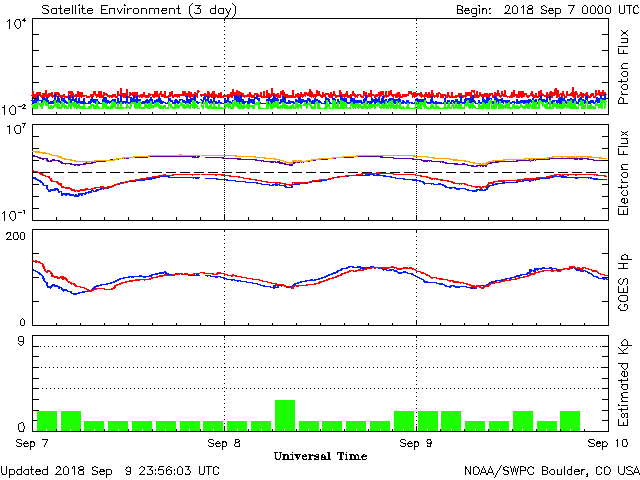 Satellite Environment (3 day)
Begin: 2018 Sep 7 0000 UTC
10⁴
10⁻²
Proton Flux
10⁷
10⁻¹
Electron Flux
200
0
GOES Hp
9
0
Estimated Kp
Sep 7 Sep 8 Sep 9 Sep 10
Universal Time
Updated 2018 Sep 9 23:56:03 UTC
NOAA/SWPC Boulder, CO USA